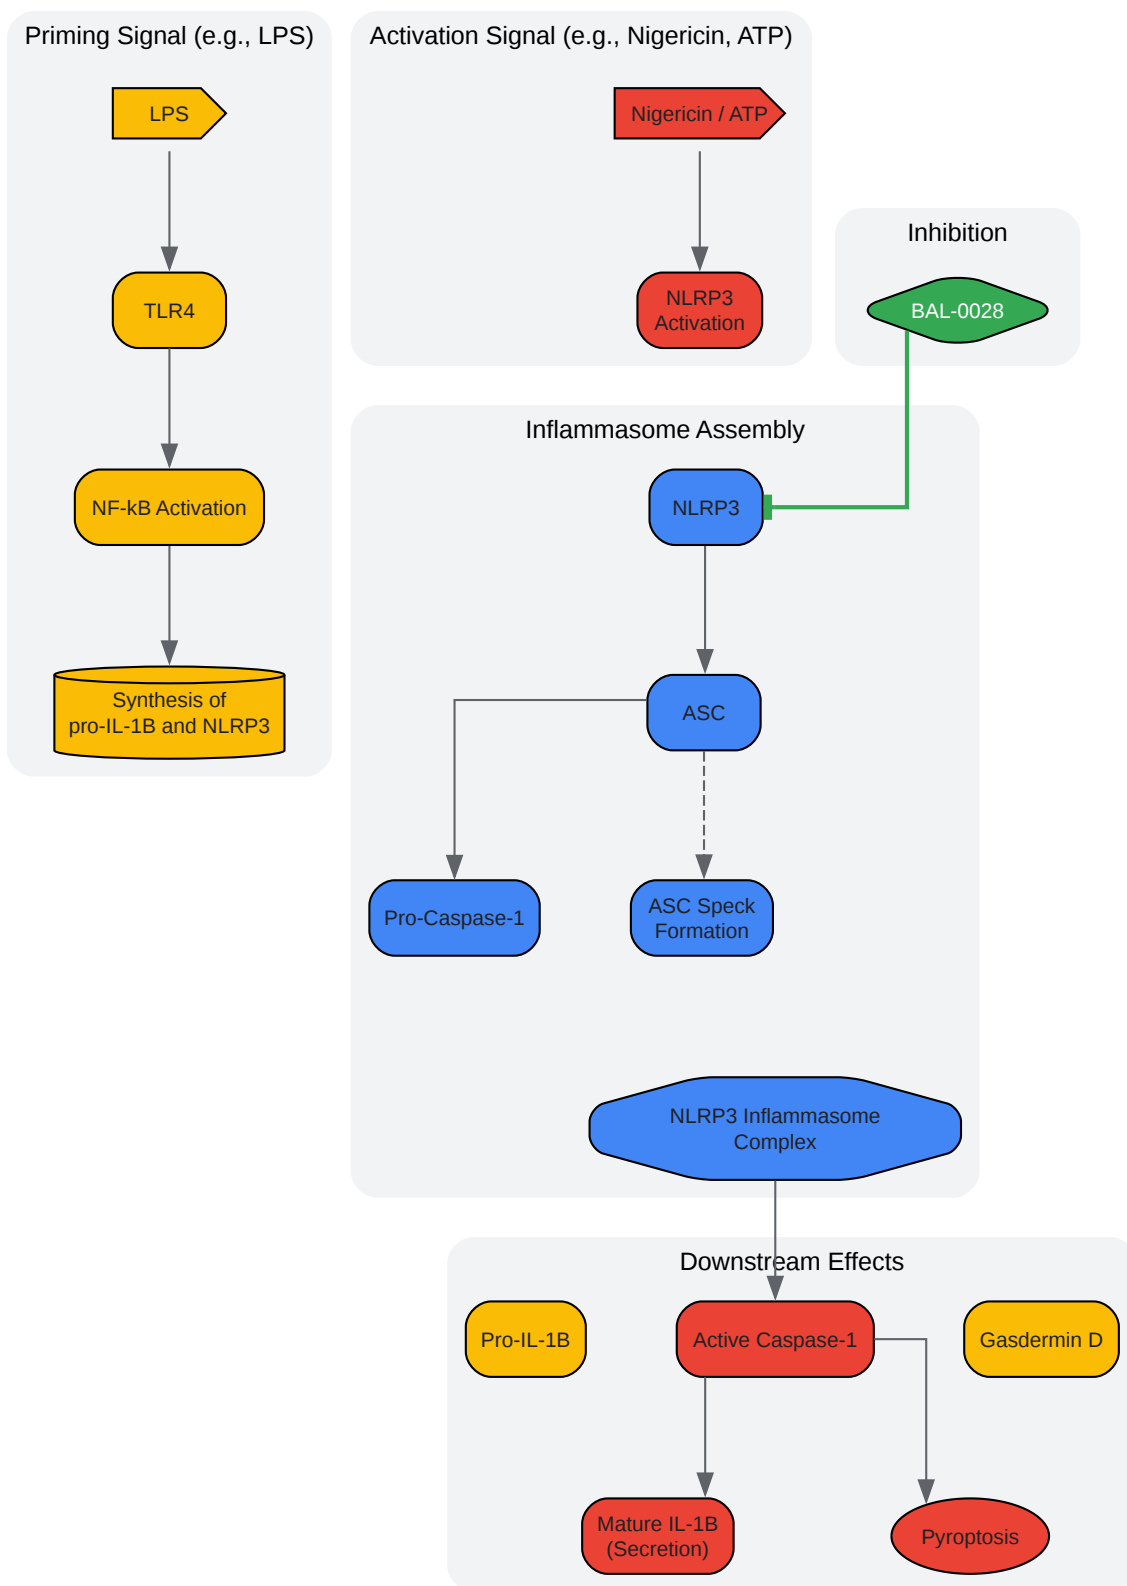 Priming Signal (e.g., LPS)
LPS
TLR4
NF-kB Activation
Synthesis of
pro-IL-1B and NLRP3
Activation Signal (e.g., Nigericin, ATP)
Nigericin / ATP
NLRP3
Activation
Inhibition
BAL-0028
Inflammasome Assembly
NLRP3
ASC
Pro-Caspase-1
ASC Speck
Formation
NLRP3 Inflammasome
Complex
Downstream Effects
Pro-IL-1B
Active Caspase-1
Gasdermin D
Mature IL-1B
(Secretion)
Pyroptosis